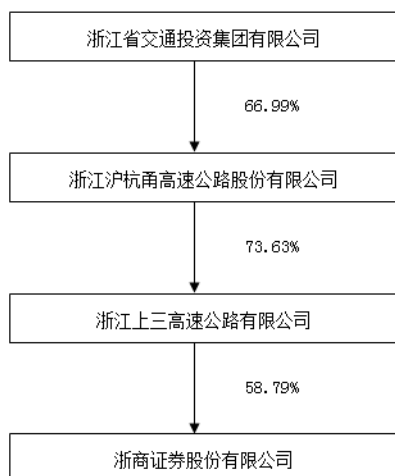 浙江省交通投资集团有限公司
66.99%
浙江沪杭甬高速公路股份有限公司
73.63%
浙江上三高速公路有限公司
58.79%
浙商证券股份有限公司